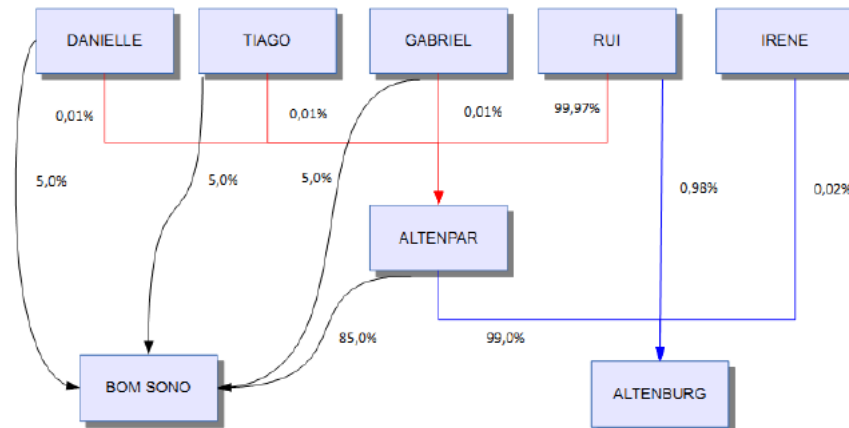 DANIELLE
TIAGO
GABRIEL
RUI
IRENE
0,01%
0,01%
0,01%
99,97%
5,0%
5,0%
5,0%
0,98%
0,02%
ALTENPAR
85,0%
99,0%
BOM SONO
ALTENBURG